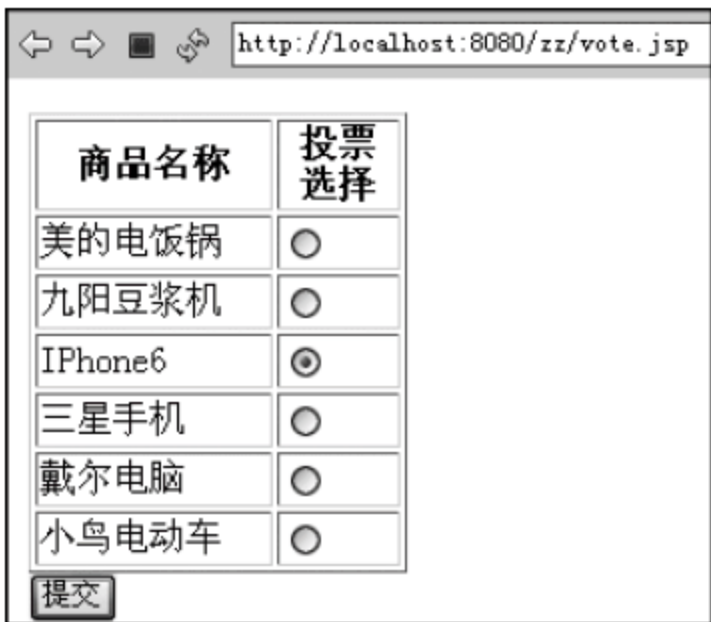 http://localhost:8080/zz/vote.jsp
商品名称
投票
选择
美的电饭锅
九阳豆浆机
IPhone6
三星手机
戴尔电脑
小鸟电动车
提交